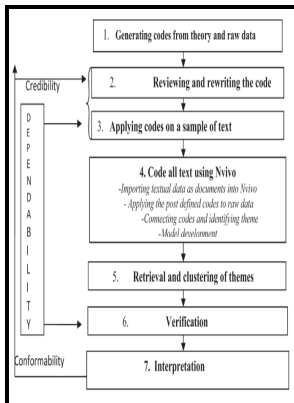 1. Generating codes from theory and raw data
Credibility
2. Reviewing and rewriting the code
3. Applying codes on a sample of text
DEPENDABILITY
4. Code all text using Nvivo
-Importing textual data as documents into Nvivo
- Applying the post defined codes to raw data
-Connecting codes and identifying theme
-Model development
5. Retrieval and clustering of themes
6. Verification
Conformability
7. Interpretation